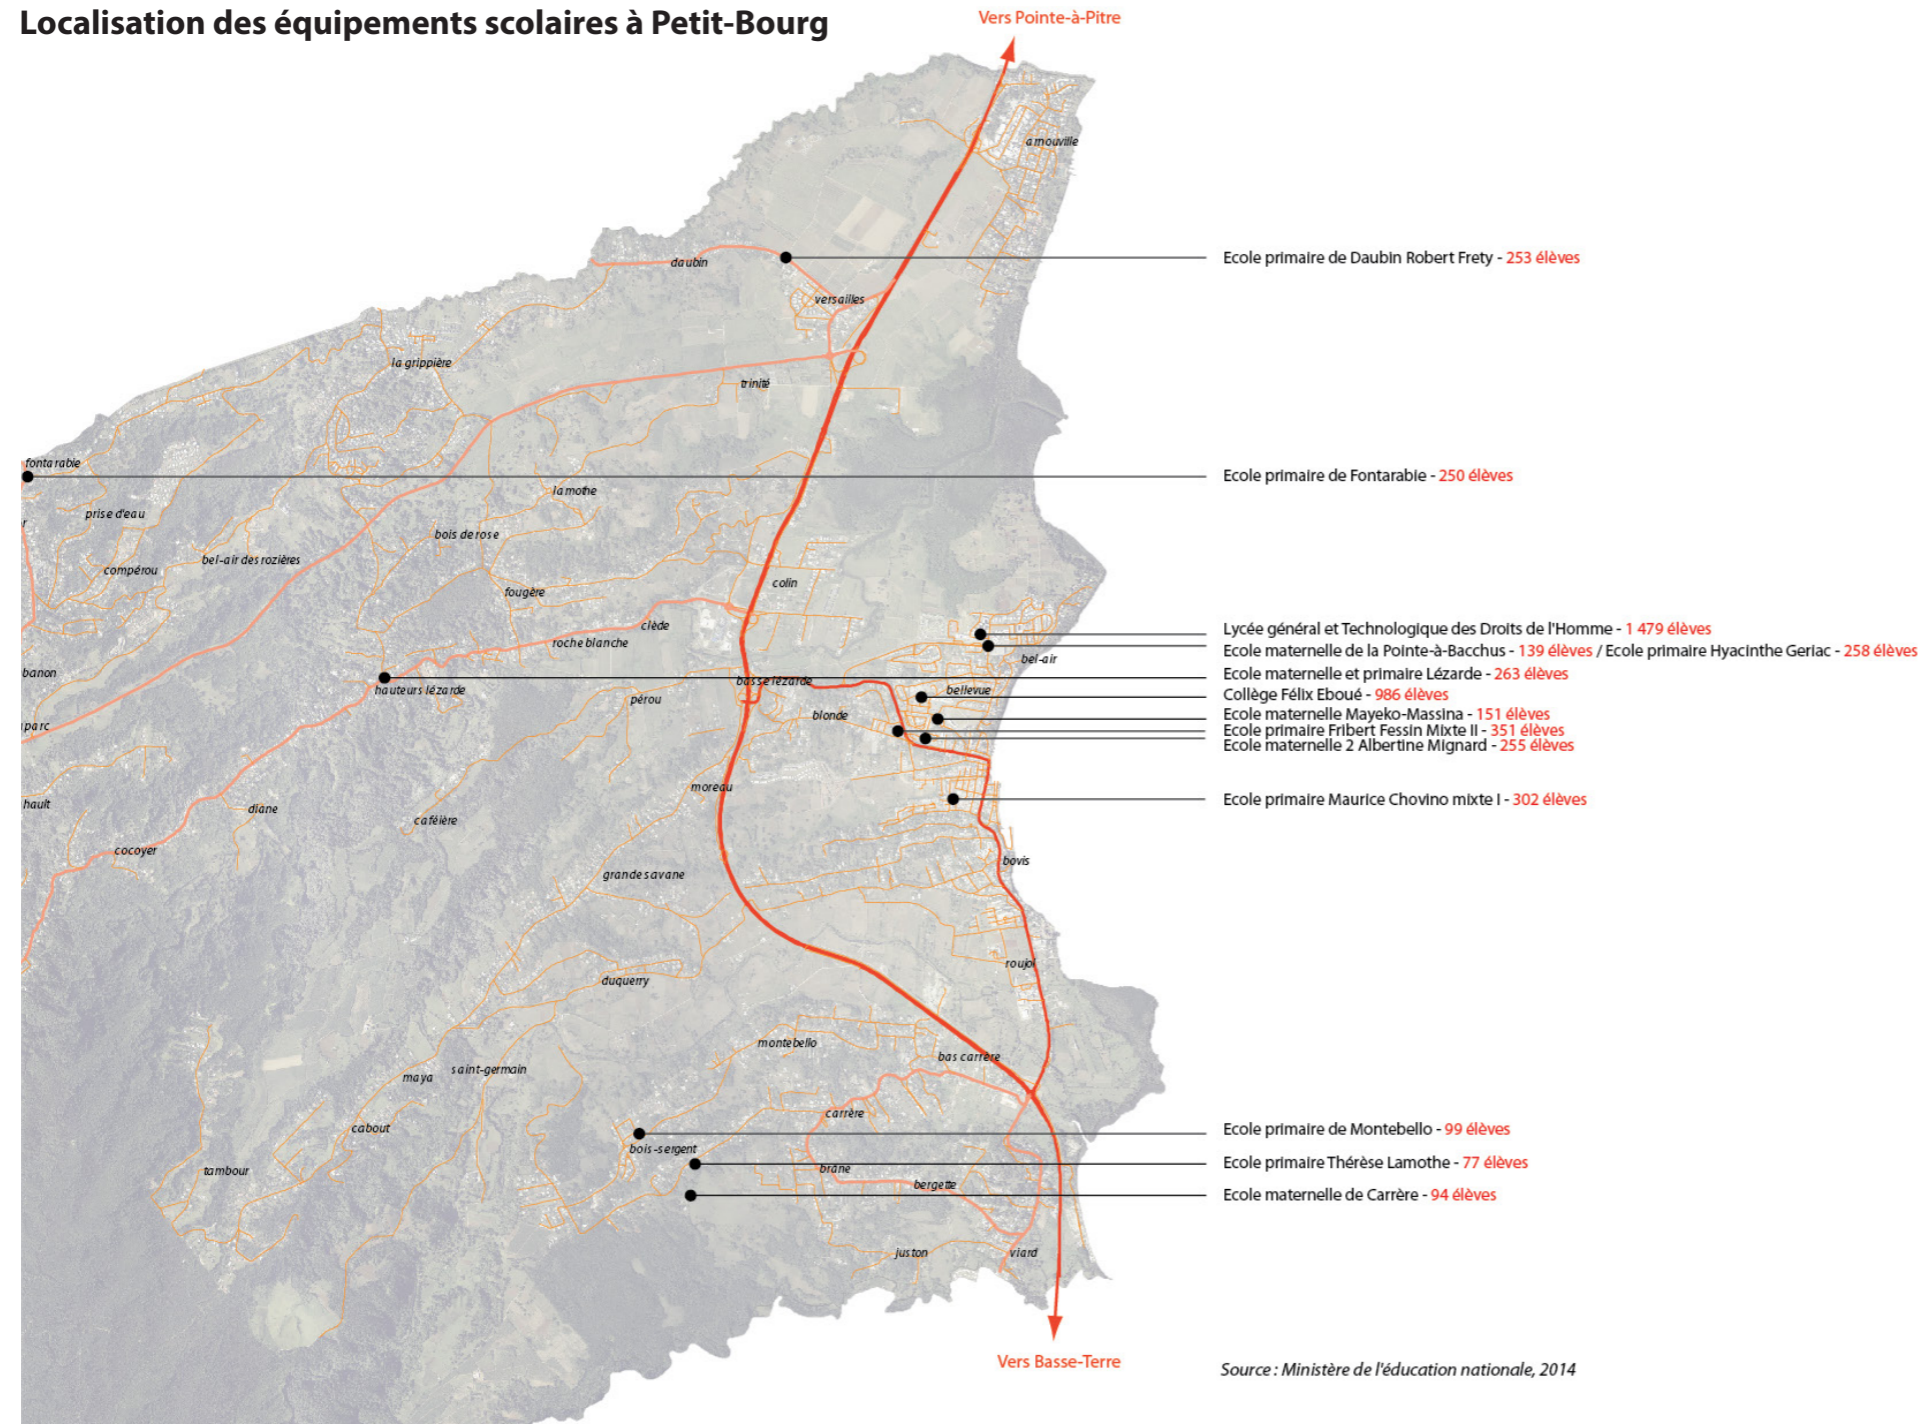 Localisation des équipements scolaires à Petit-Bourg
Vers Pointe-à-Pitre
arnouville
Ecole primaire de Daubin Robert Frety - 253 élèves
daubin
versailles
la grippière
trinité
fontarabie
Ecole primaire de Fontarabie - 250 élèves
lamothe
prise d'eau
bois de rose
bel-air des rozières
compérou
colin
fougère
clède
roche blanche
Lycée général et Technologique des Droits de l'Homme - 1 479 élèves
Ecole maternelle de la Pointe-à-Bacchus - 139 élèves / Ecole primaire Hyacinthe Geriac - 258 élèves
bel-air
banon
Ecole maternelle et primaire Lézarde - 263 élèves
basse lézarde
hauteurs lézarde
bellevue
Collège Félix Eboué - 986 élèves
pérou
blonde
Ecole maternelle Mayeko-Massina - 151 élèves
parc
Ecole primaire Fribert Fessin Mixte II - 351 élèves
Ecole maternelle 2 Albertine Mignard - 255 élèves
moreau
Ecole primaire Maurice Chovino mixte I - 302 élèves
hault
diane
caféière
cocoyer
bovis
grande savane
roujol
duquerry
montebello
bas carrère
saint-germain
maya
carrère
cabout
Ecole primaire de Montebello - 99 élèves
bois-sergent
Ecole primaire Thérèse Lamothe - 77 élèves
tambour
brane
bergette
Ecole maternelle de Carrère - 94 élèves
juston
viard
Vers Basse-Terre
Source : Ministère de l'éducation nationale, 2014